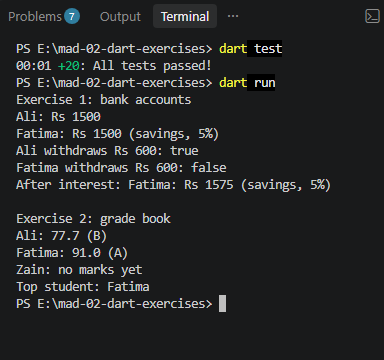 Problems 7 Output Terminal ...
PS E:\mad-02-dart-exercises> dart test
00:01 +20: All tests passed!
PS E:\mad-02-dart-exercises> dart run
Exercise 1: bank accounts
Ali: Rs 1500
Fatima: Rs 1500 (savings, 5%)
Ali withdraws Rs 600: true
Fatima withdraws Rs 600: false
After interest: Fatima: Rs 1575 (savings, 5%)
Exercise 2: grade book
Ali: 77.7 (B)
Fatima: 91.0 (A)
Zain: no marks yet
Top student: Fatima
PS E:\mad-02-dart-exercises>